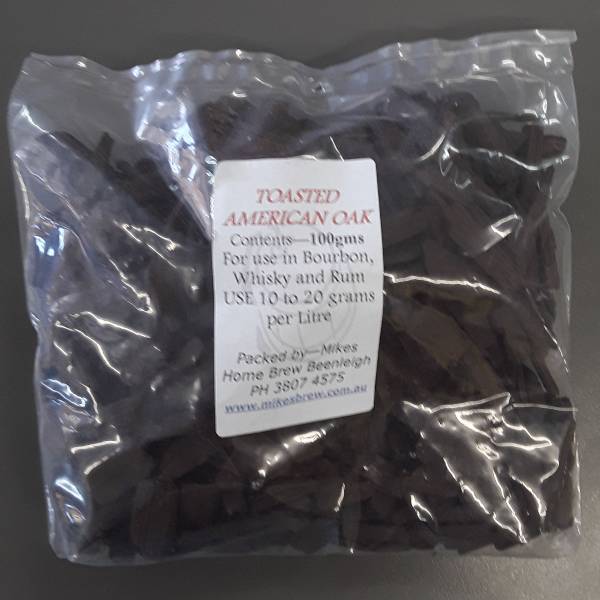 TOASTED
AMERICAN OAK
Contents—100gms
For use in Bourbon,
Whisky and Rum
USE 10 to 20 grams
per Litre
Packed by—Mikes
Home Brew Beenleigh
PH 3807 4575
www.mikesbrew.com.au